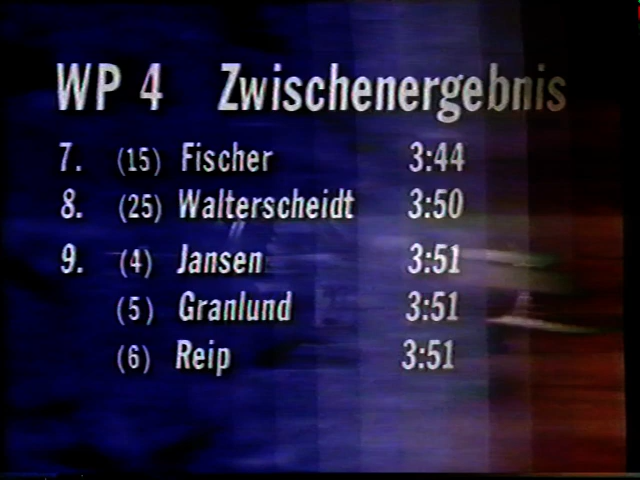 WP 4 Zwischenergebnis
7. (15) Fischer 3:44
8. (25) Walterscheidt 3:50
9. (4) Jansen 3:51
(5) Granlund 3:51
(6) Reip 3:51